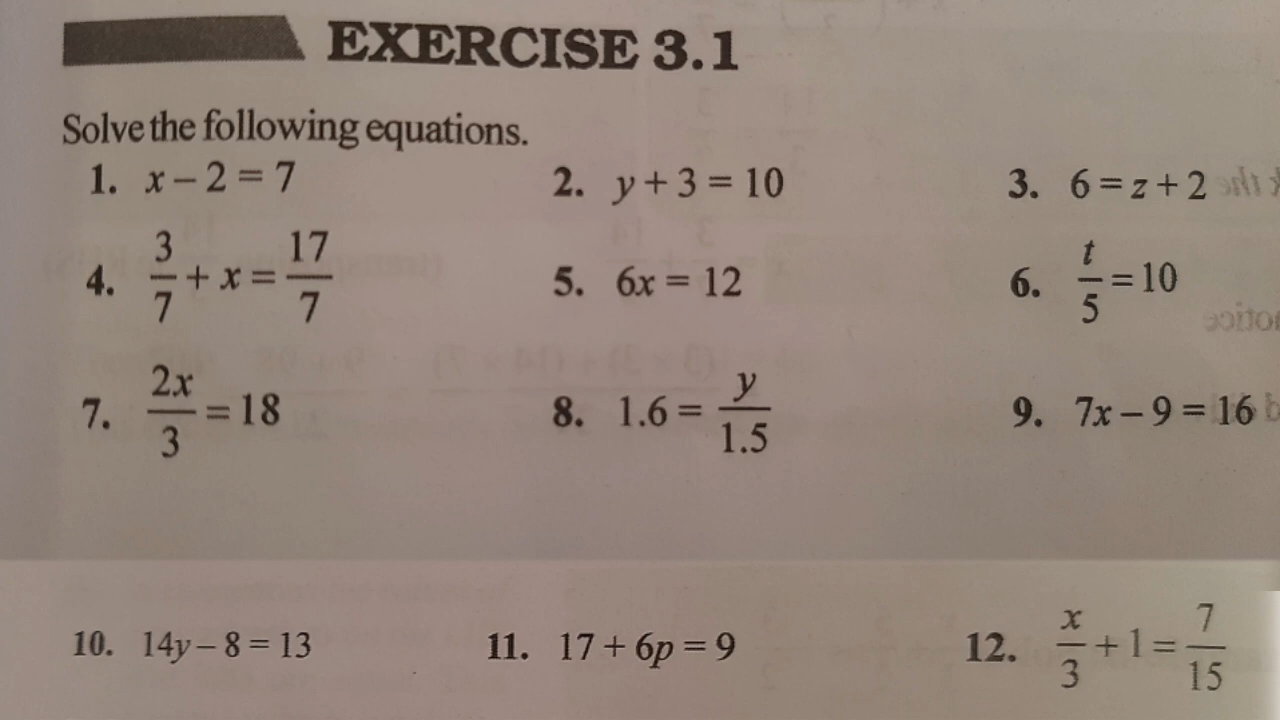 EXERCISE 3.1
Solve the following equations.
1. x – 2 = 7 2. y + 3 = 10 3. 6 = z + 2
4. 3/7 + x = 17/7 5. 6x = 12 6. t/5 = 10
7. 2x/3 = 18 8. 1.6 = y/1.5 9. 7x – 9 = 16
10. 14y – 8 = 13 11. 17 + 6p = 9 12. x/3 + 1 = 7/15